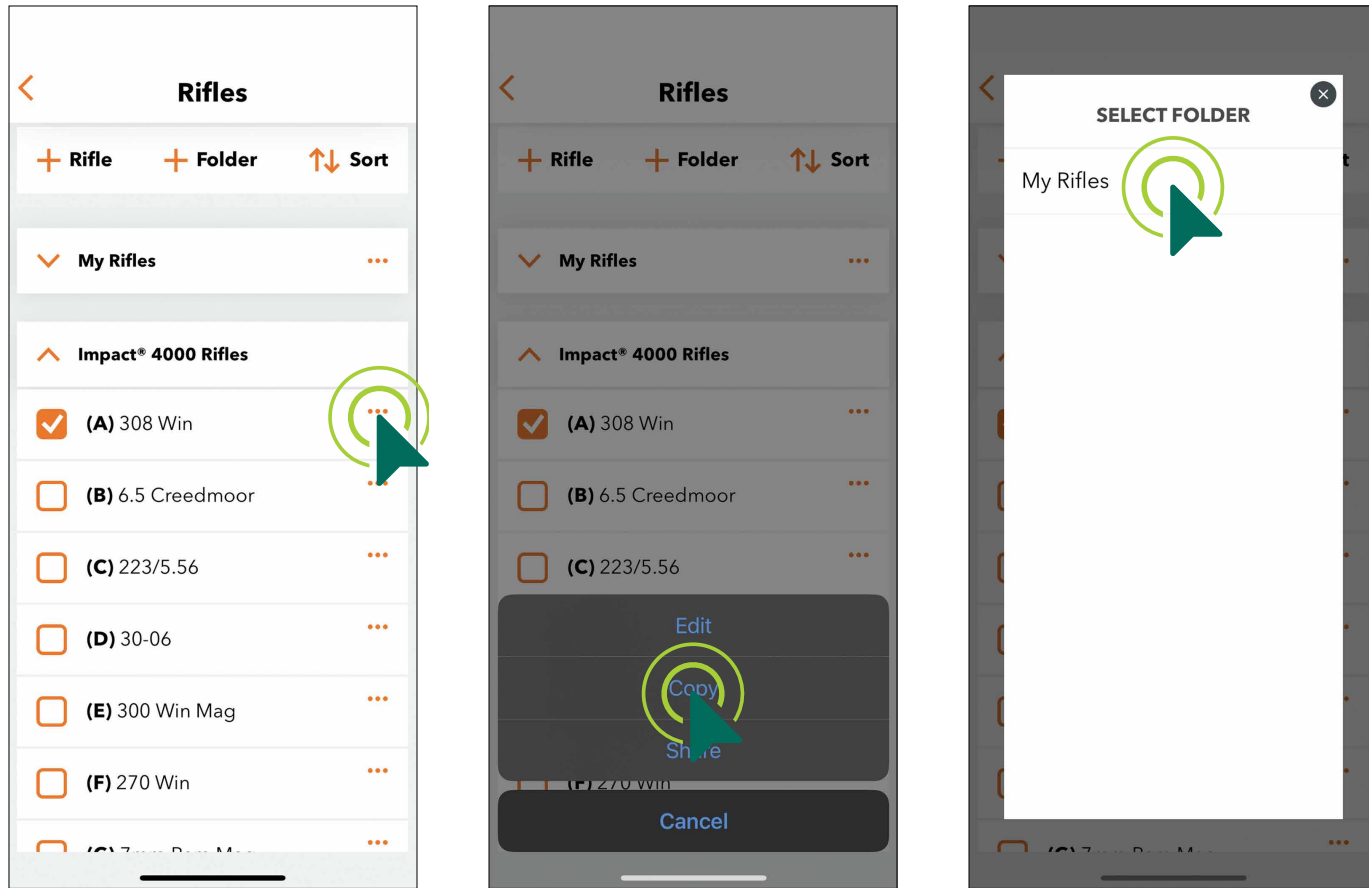 Rifles
Rifle Folder Sort
My Rifles
Impact® 4000 Rifles
(A) 308 Win
(B) 6.5 Creedmoor
(C) 223/5.56
(D) 30-06
(E) 300 Win Mag
(F) 270 Win
Rifles
Rifle Folder Sort
My Rifles
Impact® 4000 Rifles
(A) 308 Win
(B) 6.5 Creedmoor
(C) 223/5.56
Edit
Copy
Share
(F) 270 Win
Cancel
SELECT FOLDER
My Rifles